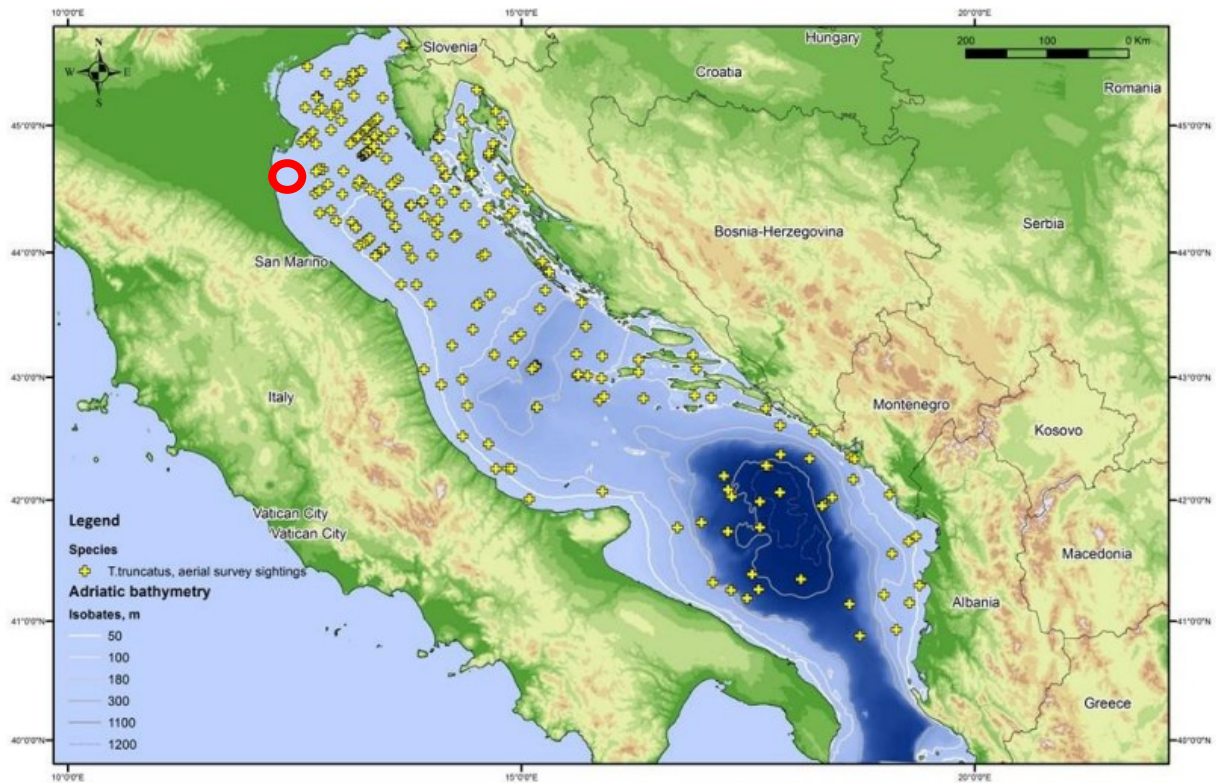 10°0'0"E 15°0'0"E 20°0'0"E
N
W E
S
Slovenia
Hungary
200 100 0 Km
Croatia
Romania
45°0'0"N 45°0'0"N
Bosnia-Herzegovina
Serbia
44°0'0"N 44°0'0"N
San Marino
43°0'0"N 43°0'0"N
Italy
Montenegro
Kosovo
42°0'0"N 42°0'0"N
Vatican City
Vatican City
Macedonia
Albania
41°0'0"N 41°0'0"N
Greece
40°0'0"N 40°0'0"N
Legend
Species
T.truncatus, aerial survey sightings
Adriatic bathymetry
Isobates, m
50
100
180
300
1100
1200
10°0'0"E 15°0'0"E 20°0'0"E